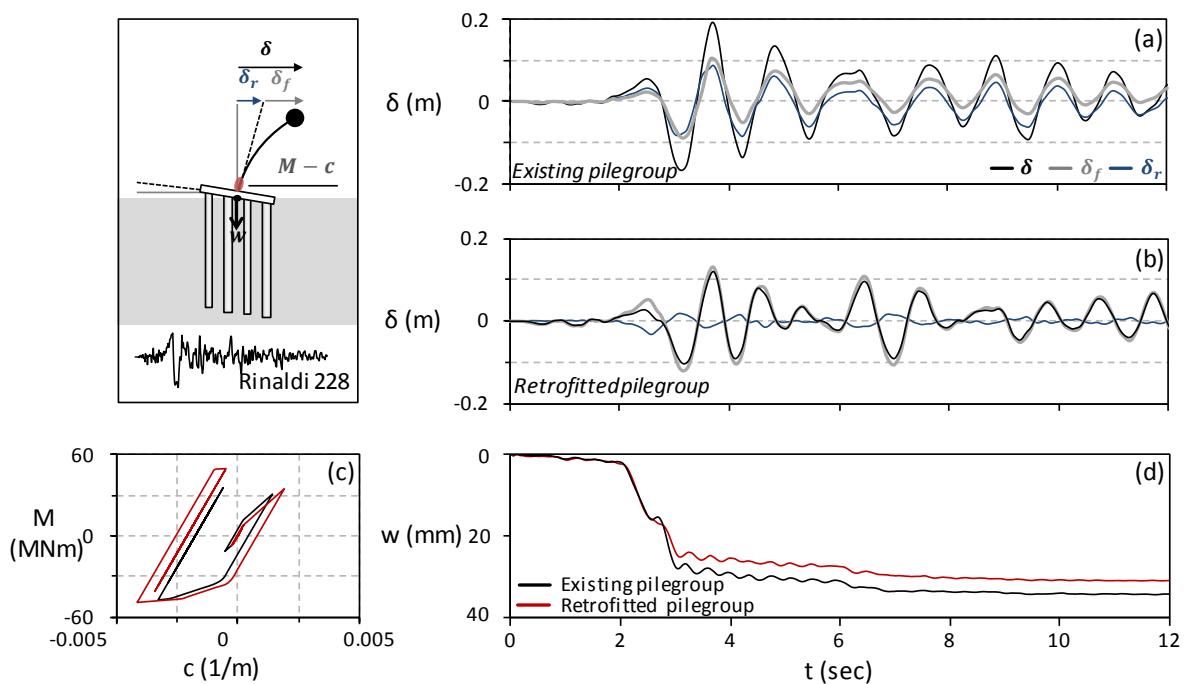 δ
δr δf
M − c
w
Rinaldi 228
0.2
(a)
0
δ (m)
-0.2
Existing pilegroup
δ δf δr
0.2
(b)
0
δ (m)
-0.2
Retrofitted pilegroup
60
(c)
M
(MNm)
0
-60
-0.005 0 0.005
c (1/m)
0
(d)
w (mm)
20
40
Existing pilegroup
Retrofitted pilegroup
0 2 4 6 8 10 12
t (sec)